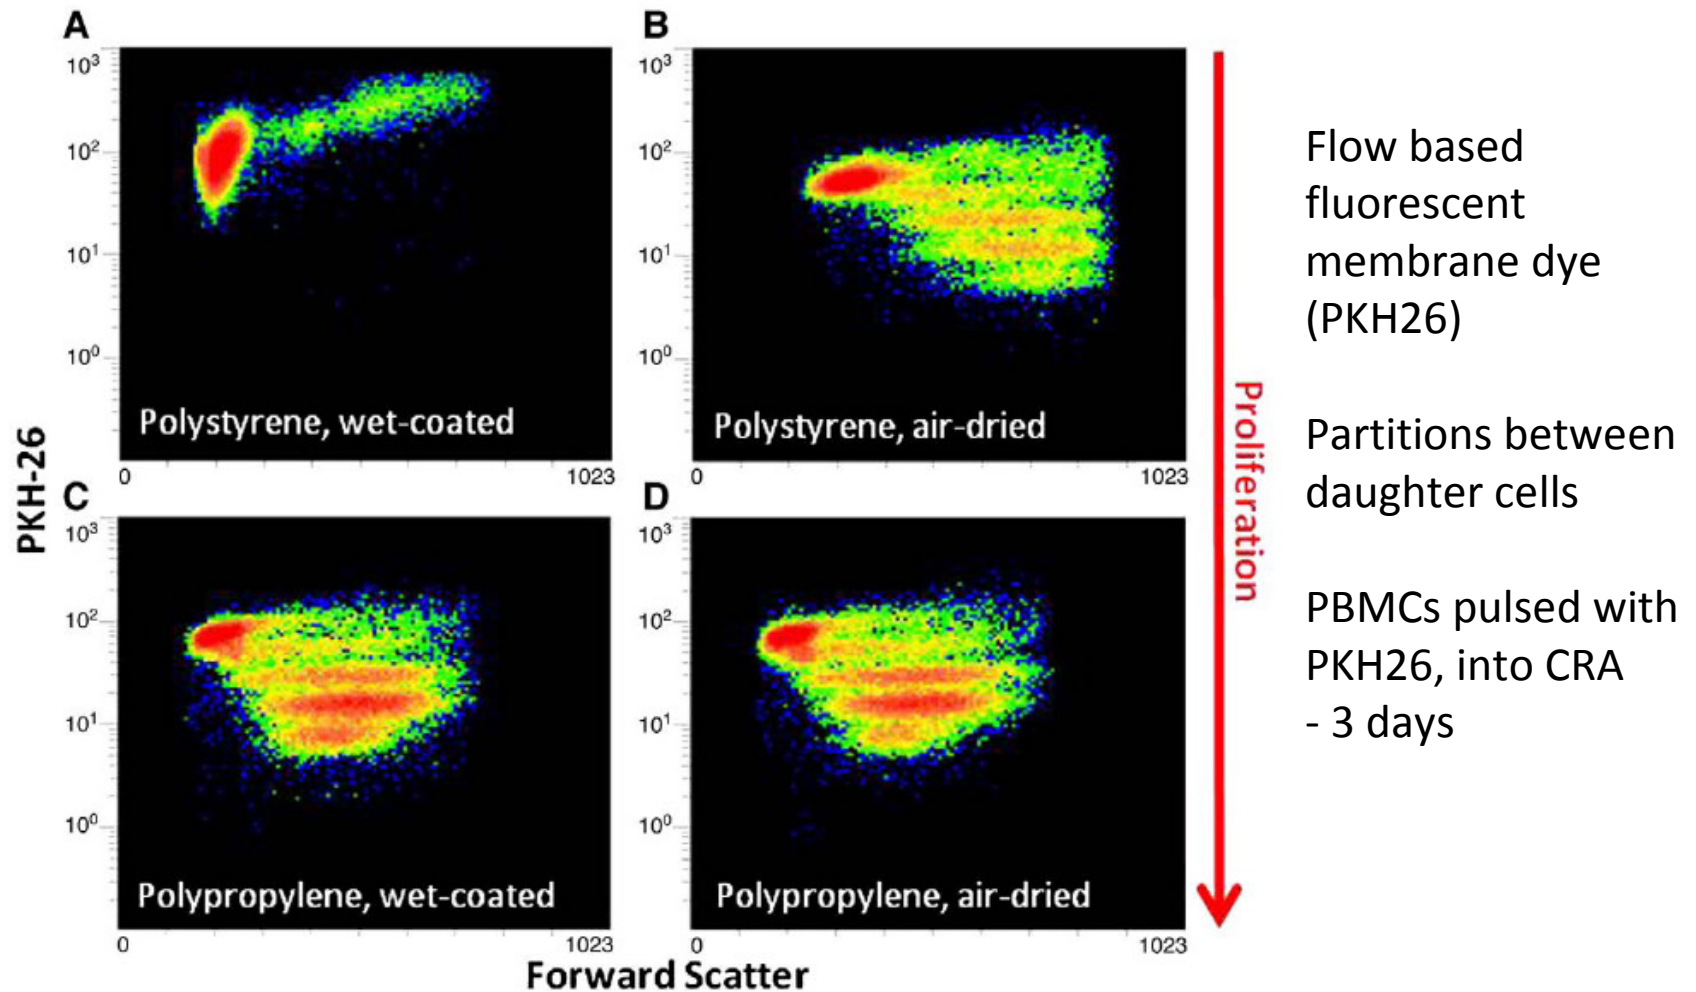 A
B
10³
10²
10¹
10⁰
Polystyrene, wet-coated
0
1023
10³
10²
10¹
10⁰
Polystyrene, air-dried
0
1023
C
D
10³
10²
10¹
10⁰
Polypropylene, wet-coated
0
1023
10³
10²
10¹
10⁰
Polypropylene, air-dried
0
1023
PKH-26
Forward Scatter
Proliferation
Flow based
fluorescent
membrane dye
(PKH26)
Partitions between
daughter cells
PBMCs pulsed with
PKH26, into CRA
- 3 days